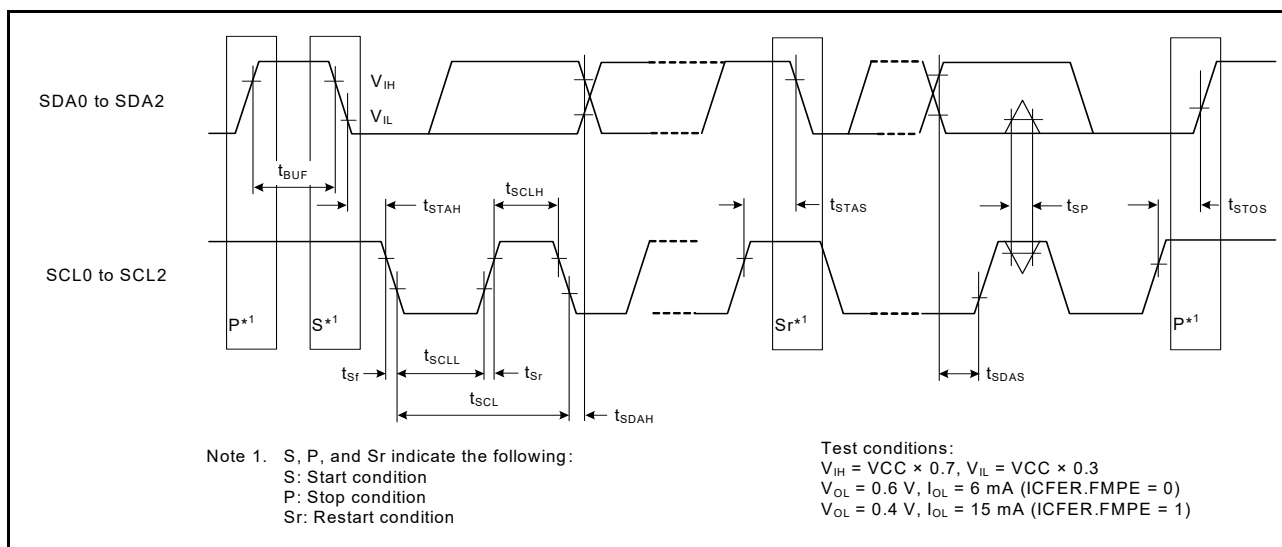 SDA0 to SDA2
VIH
VIL
tBUF
tSTAH
tSCLH
tSTAS
tSP
tSTOS
SCL0 to SCL2
P*1
S*1
Sr*1
P*1
tSf
tSCLL
tSr
tSCL
tSDAH
tSDAS
Note 1. S, P, and Sr indicate the following:
S: Start condition
P: Stop condition
Sr: Restart condition
Test conditions:
VIH = VCC × 0.7, VIL = VCC × 0.3
VOL = 0.6 V, IOL = 6 mA (ICFER.FMPE = 0)
VOL = 0.4 V, IOL = 15 mA (ICFER.FMPE = 1)